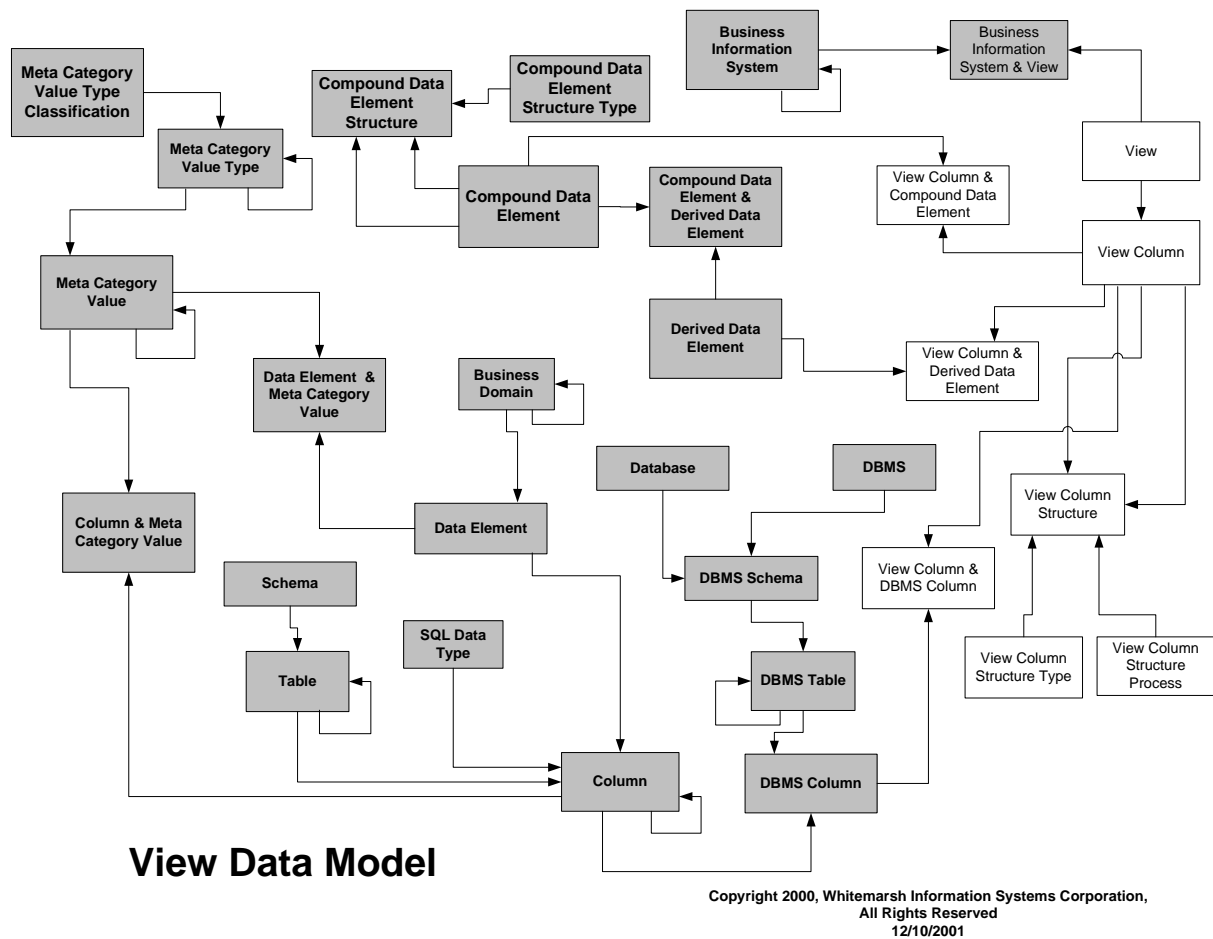 Business
Information
System
Business
Information
System & View
Meta Category
Value Type
Classification
Compound Data
Element
Structure
Compound Data
Element
Structure Type
Meta Category
Value Type
View
Compound Data
Element
Compound Data
Element &
Derived Data
Element
View Column &
Compound Data
Element
View Column
Meta Category
Value
Derived Data
Element
View Column &
Derived Data
Element
Data Element &
Meta Category
Value
Business
Domain
Database
DBMS
View Column
Structure
Column & Meta
Category Value
Data Element
Schema
DBMS Schema
View Column &
DBMS Column
SQL Data
Type
Table
DBMS Table
View Column
Structure Type
View Column
Structure
Process
Column
DBMS Column
View Data Model
Copyright 2000, Whitemarsh Information Systems Corporation,
All Rights Reserved
12/10/2001